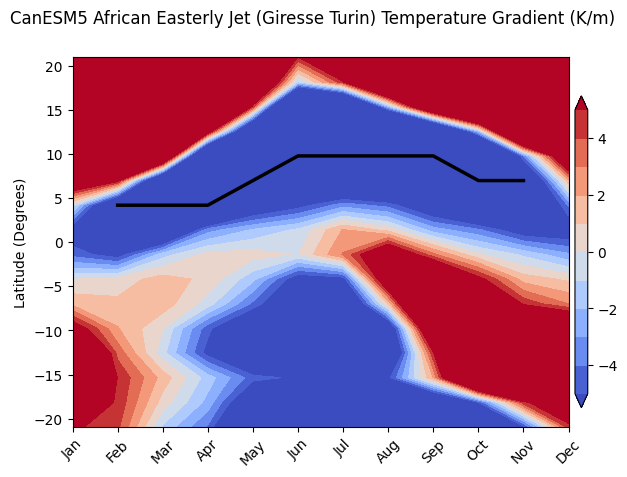 CanESM5 African Easterly Jet (Giresse Turin) Temperature Gradient (K/m)
20
15
10
5
0
−5
−10
−15
−20
Latitude (Degrees)
Jan
Feb
Mar
Apr
May
Jun
Jul
Aug
Sep
Oct
Nov
Dec
4
2
0
−2
−4